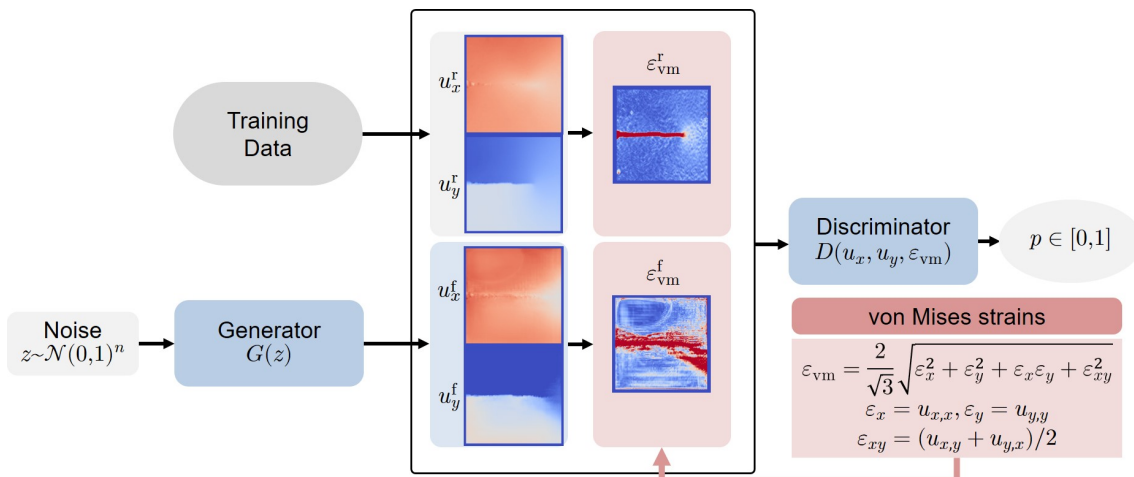 Training
Data
u_x^r
u_y^r
ε_vm^r
Noise
z~𝒩(0,1)^n
Generator
G(z)
u_x^f
u_y^f
ε_vm^f
Discriminator
D(u_x, u_y, ε_vm)
p ∈ [0,1]
von Mises strains
ε_vm = 2/√3 √(ε_x^2 + ε_y^2 + ε_xε_y + ε_xy^2)
ε_x = u_x,x, ε_y = u_y,y
ε_xy = (u_x,y + u_y,x)/2